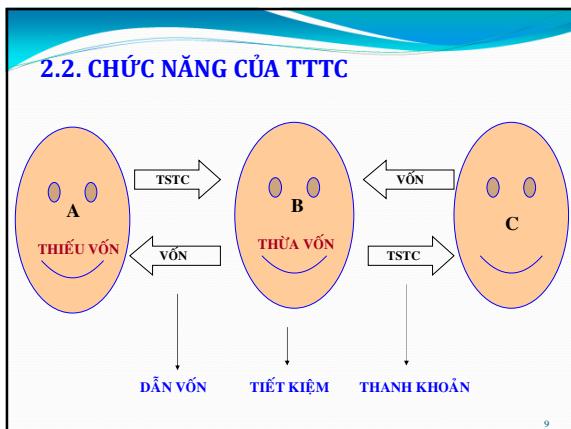 2.2. CHỨC NĂNG CỦA TTTC
TSTC
VỐN
A
B
C
THIẾU VỐN
VỐN
THỪA VỐN
TSTC
DẪN VỐN
TIẾT KIỆM
THANH KHOẢN
9